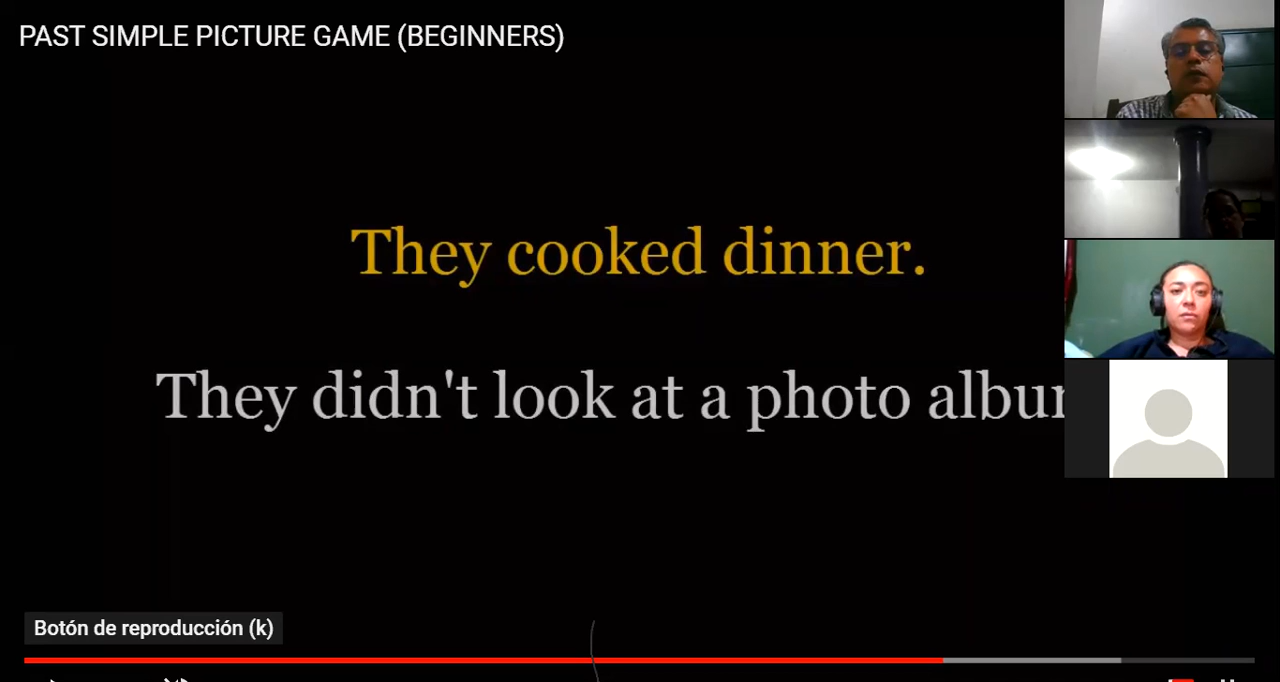 PAST SIMPLE PICTURE GAME (BEGINNERS)
They cooked dinner.
They didn't look at a photo
Botón de reproducción (k)